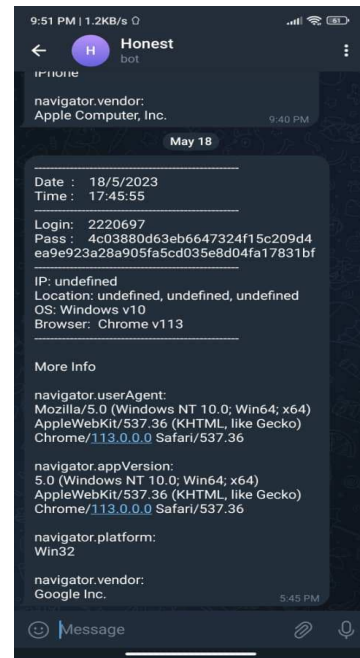 9:51 PM | 1.2KB/s
61
H
Honest
bot
iPhone
navigator.vendor:
Apple Computer, Inc.
9:40 PM
May 18
Date : 18/5/2023
Time : 17:45:55
Login: 2220697
Pass : 4c03880d63eb6647324f15c209d4
ea9e923a28a905fa5cd035e8d04fa17831bf
IP: undefined
Location: undefined, undefined, undefined
OS: Windows v10
Browser: Chrome v113
More Info
navigator.userAgent:
Mozilla/5.0 (Windows NT 10.0; Win64; x64)
AppleWebKit/537.36 (KHTML, like Gecko)
Chrome/113.0.0.0 Safari/537.36
navigator.appVersion:
5.0 (Windows NT 10.0; Win64; x64)
AppleWebKit/537.36 (KHTML, like Gecko)
Chrome/113.0.0.0 Safari/537.36
navigator.platform:
Win32
navigator.vendor:
Google Inc.
5:45 PM
Message